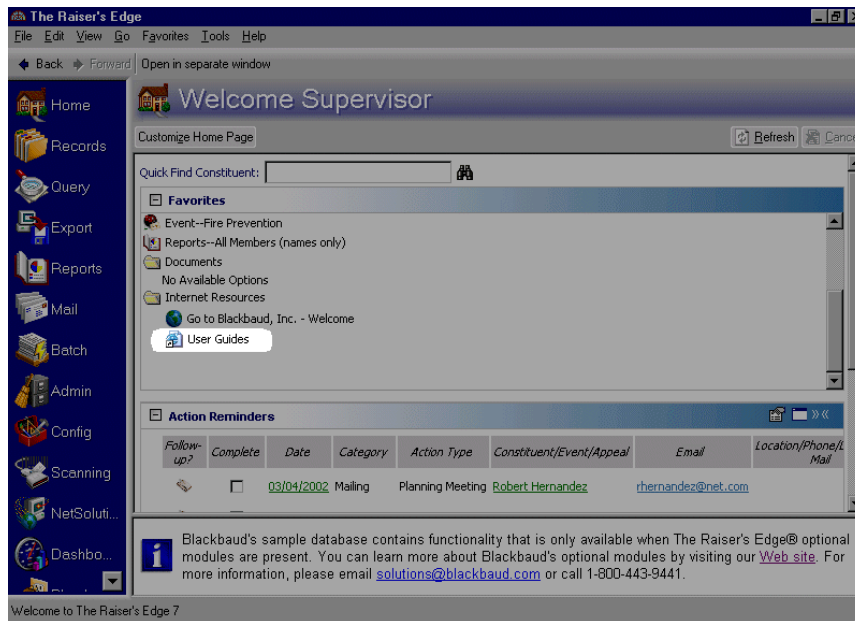 The Raiser's Edge
File Edit View Go Favorites Tools Help
Back Forward Open in separate window
Home
Welcome Supervisor
Customize Home Page Refresh Cance
Records
Quick Find Constituent:
Query
Favorites
Event--Fire Prevention
Export
Reports--All Members (names only)
Documents
Reports
No Available Options
Internet Resources
Mail
Go to Blackbaud, Inc. - Welcome
User Guides
Batch
Admin
Action Reminders
Config
Follow-up? Complete Date Category Action Type Constituent/Event/Appeal Email Location/Phone/L
Mail
Scanning
03/04/2002 Mailing Planning Meeting Robert Hernandez rhernandez@net.com
NetSoluti...
Blackbaud's sample database contains functionality that is only available when The Raiser's Edge® optional
Dashbo...
modules are present. You can learn more about Blackbaud's optional modules by visiting our Web site. For
more information, please email solutions@blackbaud.com or call 1-800-443-9441.
Welcome to The Raiser's Edge 7